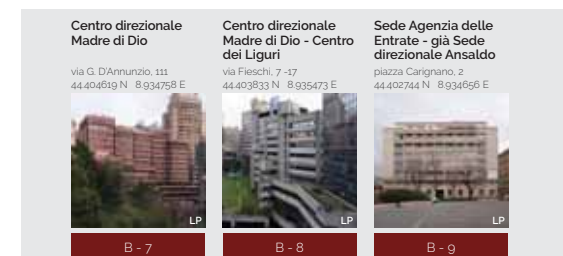 Centro direzionale
Madre di Dio
via G. D'Annunzio, 111
44.404619 N 8.934758 E
LP
B - 7
Centro direzionale
Madre di Dio - Centro
dei Liguri
via Fieschi, 7 -17
44.403833 N 8.935473 E
LP
B - 8
Sede Agenzia delle
Entrate - già Sede
direzionale Ansaldo
piazza Carignano, 2
44.402744 N 8.934656 E
LP
B - 9